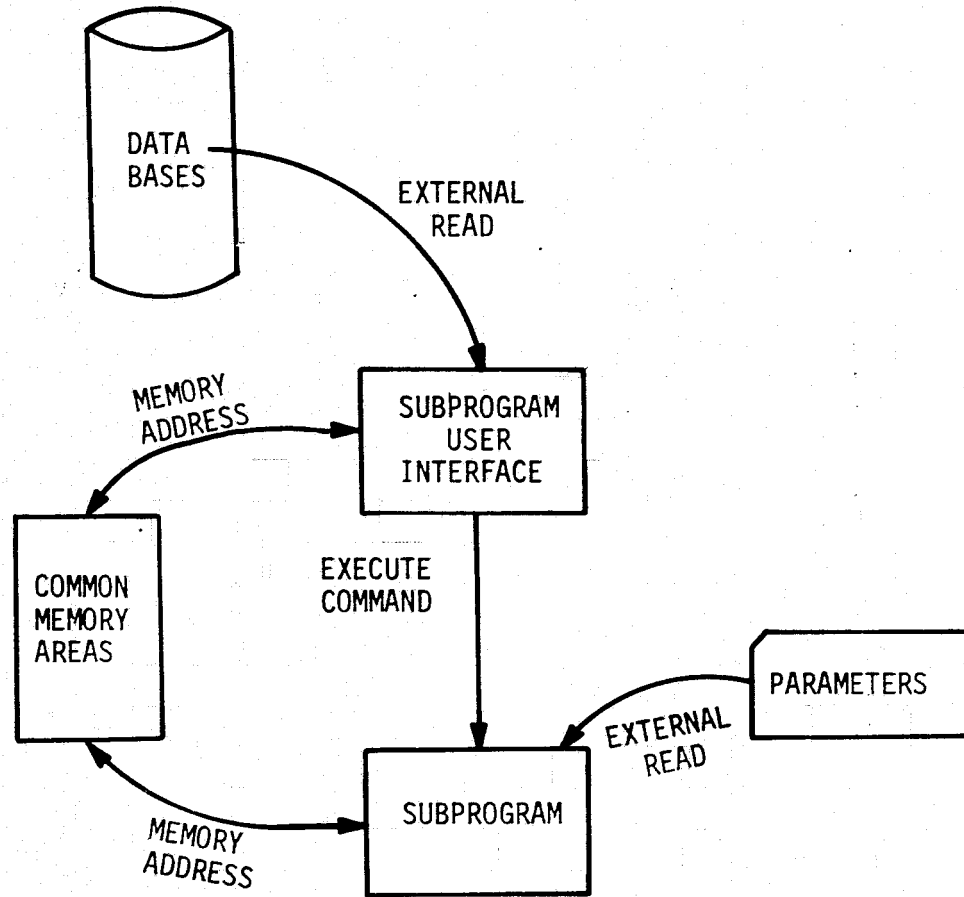 DATA
BASES
EXTERNAL
READ
MEMORY
ADDRESS
SUBPROGRAM
USER
INTERFACE
EXECUTE
COMMAND
COMMON
MEMORY
AREAS
PARAMETERS
EXTERNAL
READ
SUBPROGRAM
MEMORY
ADDRESS